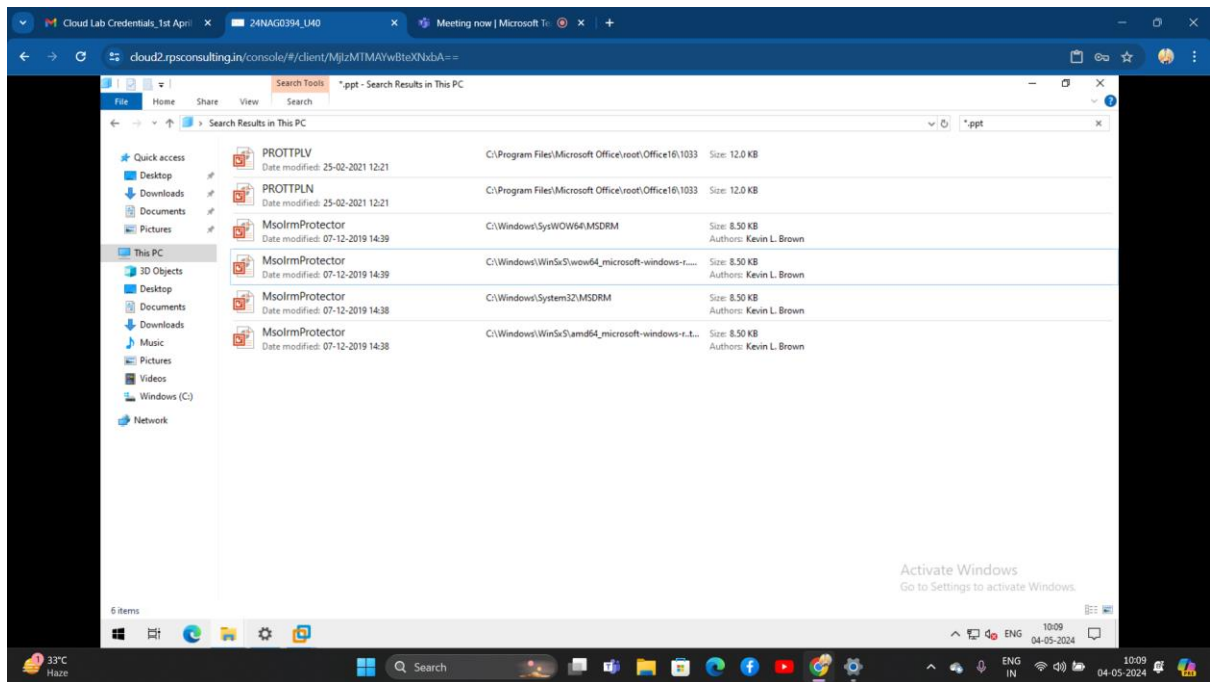 Cloud Lab Credentials_1st April
24NAG0394_U40
Meeting now | Microsoft Te
cloud2.rpsconsulting.in/console/#/client/MjIzMTMAYwBteXNxbA==
Search Tools
*.ppt - Search Results in This PC
File
Home
Share
View
Search
Search Results in This PC
*.ppt
Quick access
Desktop
Downloads
Documents
Pictures
This PC
3D Objects
Desktop
Documents
Downloads
Music
Pictures
Videos
Windows (C:)
Network
PROTTPLV
Date modified: 25-02-2021 12:21
C:\Program Files\Microsoft Office\root\Office16\1033
Size: 12.0 KB
PROTTPLN
Date modified: 25-02-2021 12:21
C:\Program Files\Microsoft Office\root\Office16\1033
Size: 12.0 KB
MsoIrmProtector
Date modified: 07-12-2019 14:39
C:\Windows\SysWOW64\MSDRM
Size: 8.50 KB
Authors: Kevin L. Brown
MsoIrmProtector
Date modified: 07-12-2019 14:39
C:\Windows\WinSxS\wow64_microsoft-windows-r.....
Size: 8.50 KB
Authors: Kevin L. Brown
MsoIrmProtector
Date modified: 07-12-2019 14:38
C:\Windows\System32\MSDRM
Size: 8.50 KB
Authors: Kevin L. Brown
MsoIrmProtector
Date modified: 07-12-2019 14:38
C:\Windows\WinSxS\amd64_microsoft-windows-r..t...
Size: 8.50 KB
Authors: Kevin L. Brown
Activate Windows
Go to Settings to activate Windows.
6 items
ENG
10:09
04-05-2024
1
33°C
Haze
Search
ENG
IN
10:09
04-05-2024